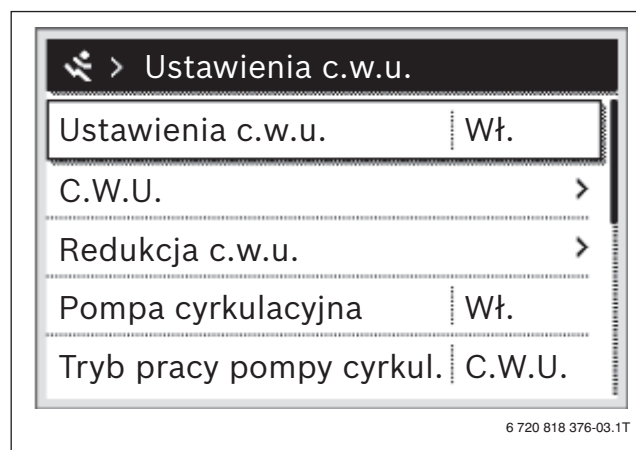 > Ustawienia c.w.u.
Ustawienia c.w.u. Wł.
C.W.U. >
Redukcja c.w.u. >
Pompa cyrkulacyjna Wł.
Tryb pracy pompy cyrkul. C.W.U.
6 720 818 376-03.1T